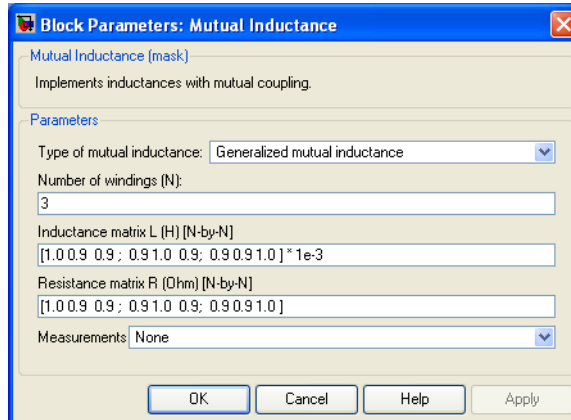 Block Parameters: Mutual Inductance
Mutual Inductance (mask)
Implements inductances with mutual coupling.
Parameters
Type of mutual inductance: Generalized mutual inductance
Number of windings (N):
3
Inductance matrix L (H) [N-by-N]
[1.0 0.9 0.9 ; 0.9 1.0 0.9; 0.9 0.9 1.0 ] * 1e-3
Resistance matrix R (Ohm) [N-by-N]
[1.0 0.9 0.9 ; 0.9 1.0 0.9; 0.9 0.9 1.0 ]
Measurements None
OK Cancel Help Apply